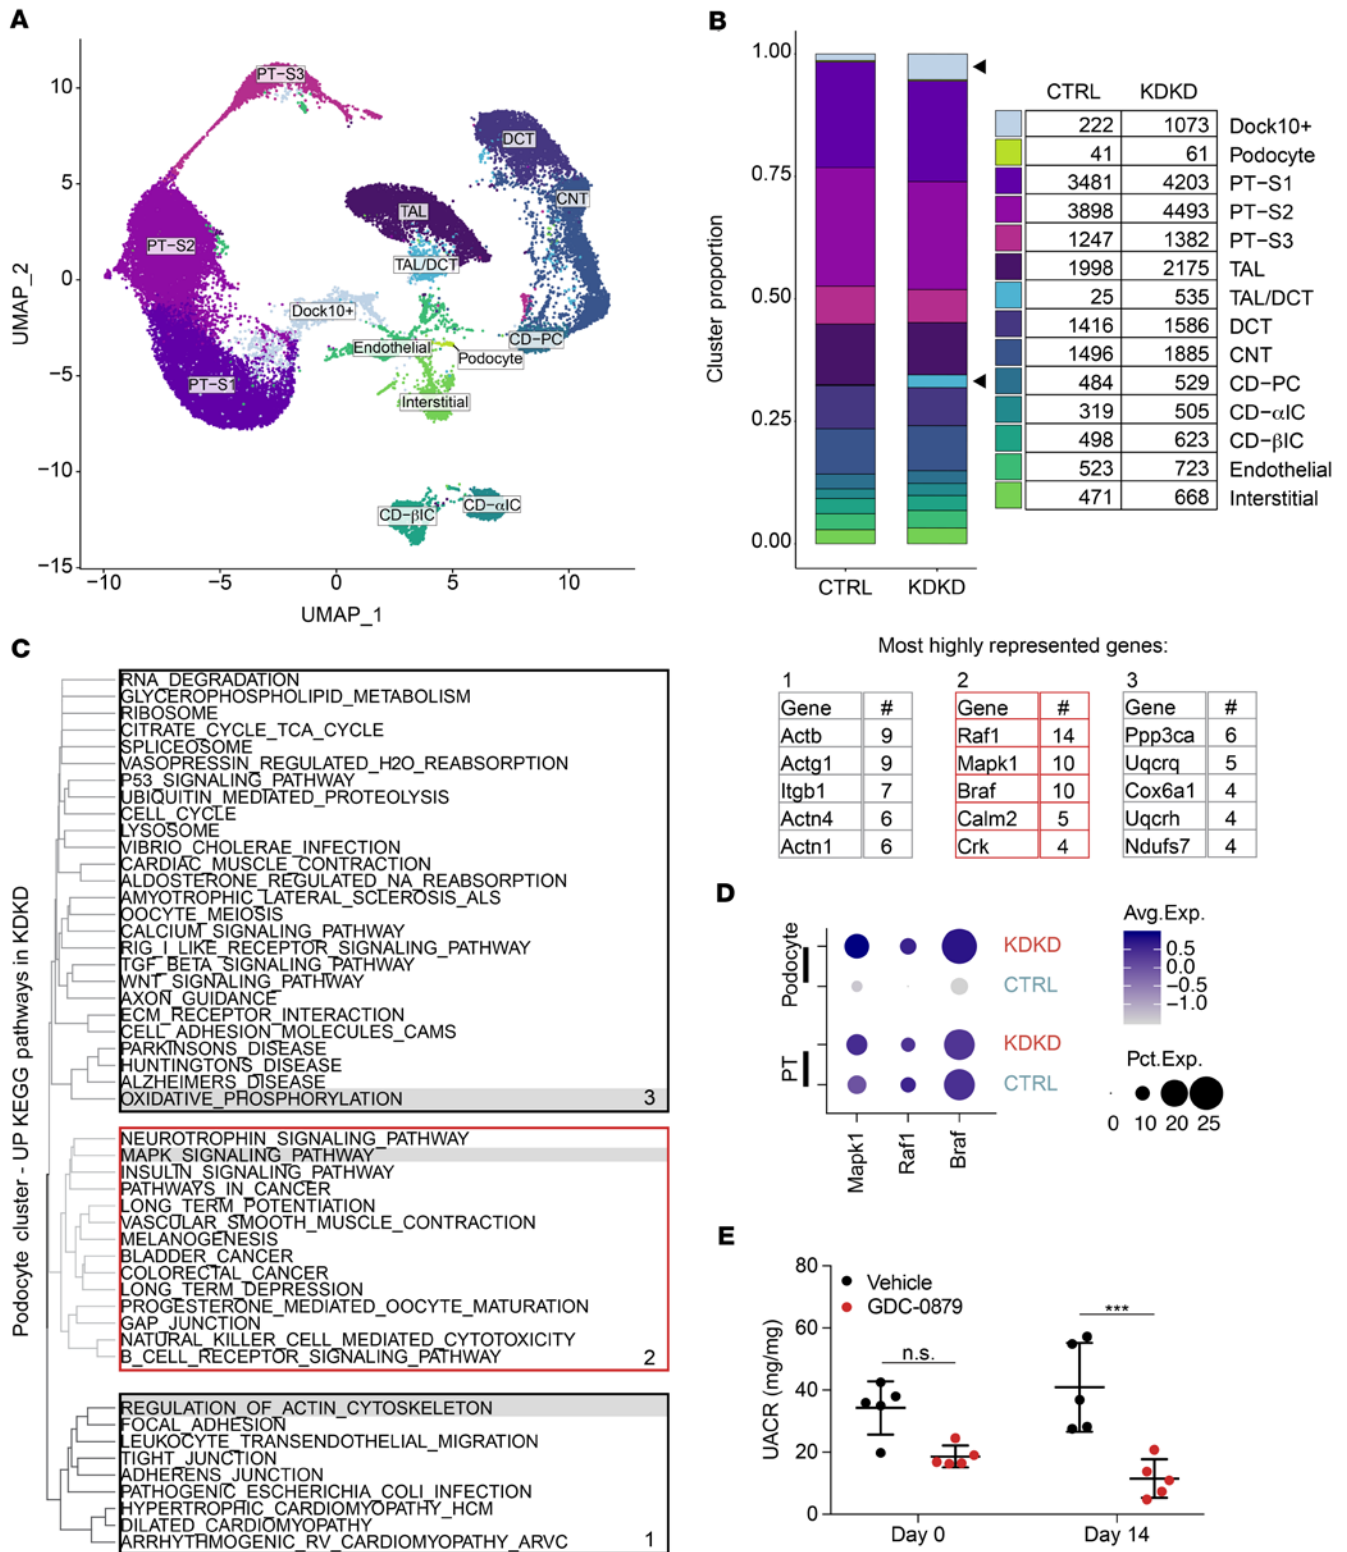 A
UMAP_2
10
5
0
−5
−10
−15
−10
−5
0
5
10
UMAP_1
PT−S3
DCT
CNT
TAL
PT−S2
TAL/DCT
Dock10+
CD−PC
Endothelial
Podocyte
PT−S1
Interstitial
CD−βIC
CD−αIC
B
Cluster proportion
1.00
0.75
0.50
0.25
0.00
CTRL
KDKD
CTRL KDKD
222 1073 Dock10+
41 61 Podocyte
3481 4203 PT−S1
3898 4493 PT−S2
1247 1382 PT−S3
1998 2175 TAL
25 535 TAL/DCT
1416 1586 DCT
1496 1885 CNT
484 529 CD−PC
319 505 CD−αIC
498 623 CD−βIC
523 723 Endothelial
471 668 Interstitial
C
Podocyte cluster - UP KEGG pathways in KDKD
RNA_DEGRADATION
GLYCEROPHOSPHOLIPID_METABOLISM
RIBOSOME
CITRATE_CYCLE_TCA_CYCLE
SPLICEOSOME
VASOPRESSIN_REGULATED_H2O_REABSORPTION
P53_SIGNALING_PATHWAY
UBIQUITIN_MEDIATED_PROTEOLYSIS
CELL_CYCLE
LYSOSOME
VIBRIO_CHOLERAE_INFECTION
CARDIAC_MUSCLE_CONTRACTION
ALDOSTERONE_REGULATED_NA_REABSORPTION
AMYOTROPHIC_LATERAL_SCLEROSIS_ALS
OOCYTE_MEIOSIS
CALCIUM_SIGNALING_PATHWAY
RIG_I_LIKE_RECEPTOR_SIGNALING_PATHWAY
TGF_BETA_SIGNALING_PATHWAY
WNT_SIGNALING_PATHWAY
AXON_GUIDANCE
ECM_RECEPTOR_INTERACTION
CELL_ADHESION_MOLECULES_CAMS
PARKINSONS_DISEASE
HUNTINGTONS_DISEASE
ALZHEIMERS_DISEASE
OXIDATIVE_PHOSPHORYLATION 3
NEUROTROPHIN_SIGNALING_PATHWAY
MAPK_SIGNALING_PATHWAY
INSULIN_SIGNALING_PATHWAY
PATHWAYS_IN_CANCER
LONG_TERM_POTENTIATION
VASCULAR_SMOOTH_MUSCLE_CONTRACTION
MELANOGENESIS
BLADDER_CANCER
COLORECTAL_CANCER
LONG_TERM_DEPRESSION
PROGESTERONE_MEDIATED_OOCYTE_MATURATION
GAP_JUNCTION
NATURAL_KILLER_CELL_MEDIATED_CYTOTOXICITY
B_CELL_RECEPTOR_SIGNALING_PATHWAY 2
REGULATION_OF_ACTIN_CYTOSKELETON
FOCAL_ADHESION
LEUKOCYTE_TRANSENDOTHELIAL_MIGRATION
TIGHT_JUNCTION
ADHERENS_JUNCTION
PATHOGENIC_ESCHERICHIA_COLI_INFECTION
HYPERTROPHIC_CARDIOMYOPATHY_HCM
DILATED_CARDIOMYOPATHY
ARRHYTHMOGENIC_RV_CARDIOMYOPATHY_ARVC 1
Most highly represented genes:
1
Gene #
Actb 9
Actg1 9
Itgb1 7
Actn4 6
Actn1 6
2
Gene #
Raf1 14
Mapk1 10
Braf 10
Calm2 5
Crk 4
3
Gene #
Ppp3ca 6
Uqcrq 5
Cox6a1 4
Uqcrh 4
Ndufs7 4
D
Podocyte
KDKD
CTRL
PT
KDKD
CTRL
Mapk1
Raf1
Braf
Avg.Exp.
0.5
0.0
−0.5
−1.0
Pct.Exp.
0 10 20 25
E
UACR (mg/mg)
80
60
40
20
0
Vehicle
GDC-0879
n.s.
***
Day 0
Day 14